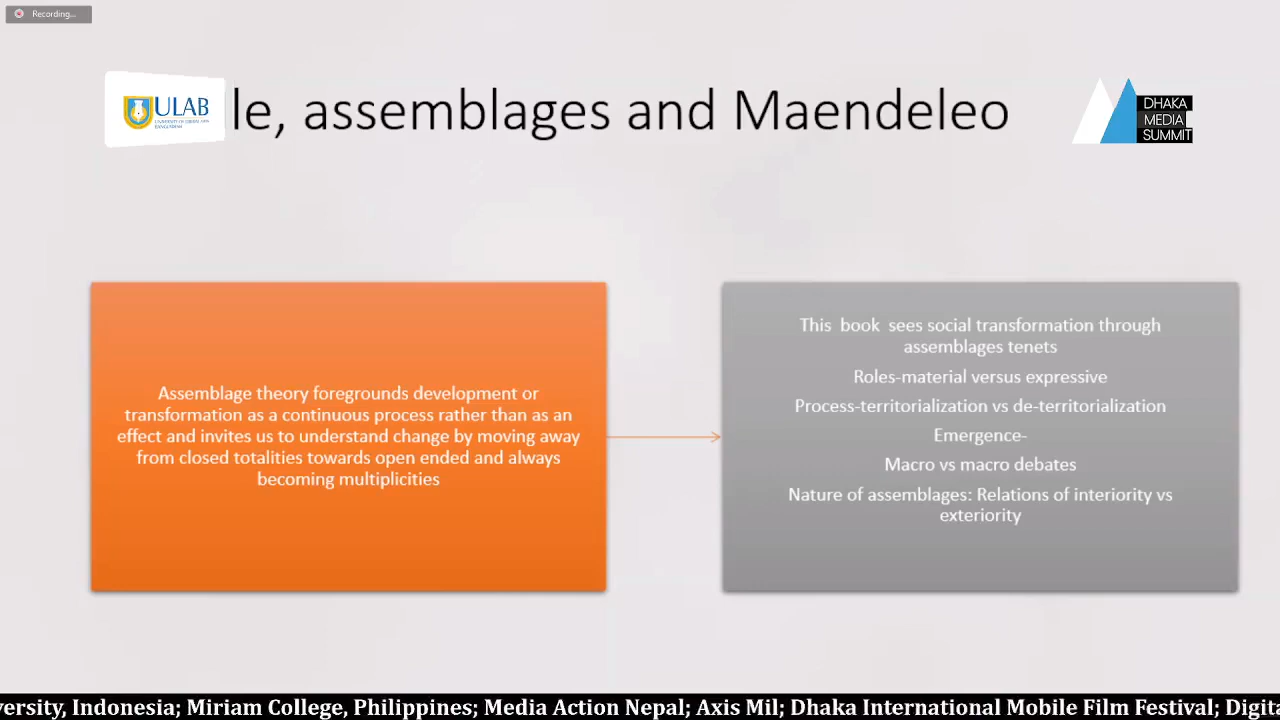 Recording...
ULAB
le, assemblages and Maendeleo
DHAKA
MEDIA
SUMMIT
Assemblage theory foregrounds development or
transformation as a continuous process rather than as an
effect and invites us to understand change by moving away
from closed totalities towards open ended and always
becoming multiplicities
This book sees social transformation through
assemblages tenets
Roles-material versus expressive
Process-territorialization vs de-territorialization
Emergence-
Macro vs macro debates
Nature of assemblages: Relations of interiority vs
exteriority
versity, Indonesia; Miriam College, Philippines; Media Action Nepal; Axis Mil; Dhaka International Mobile Film Festival; Digita